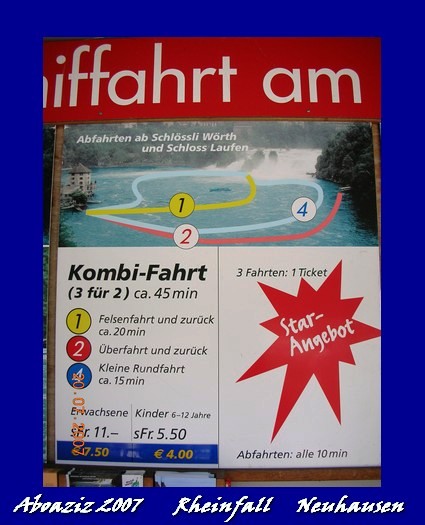 iffahrt am
Abfahrten ab Schlössli Wörth
und Schloss Laufen
1
4
2
Kombi-Fahrt
(3 für 2) ca. 45 min
3 Fahrten: 1 Ticket
1 Felsenfahrt und zurück
ca. 20 min
2 Überfahrt und zurück
4 Kleine Rundfahrt
ca. 15 min
Star-
Angebot
Erwachsene Kinder 6–12 Jahre
sFr. 11.– sFr. 5.50
€ 7.50 € 4.00
Abfahrten: alle 10 min
Aboaziz 2007 Rheinfall Neuhausen